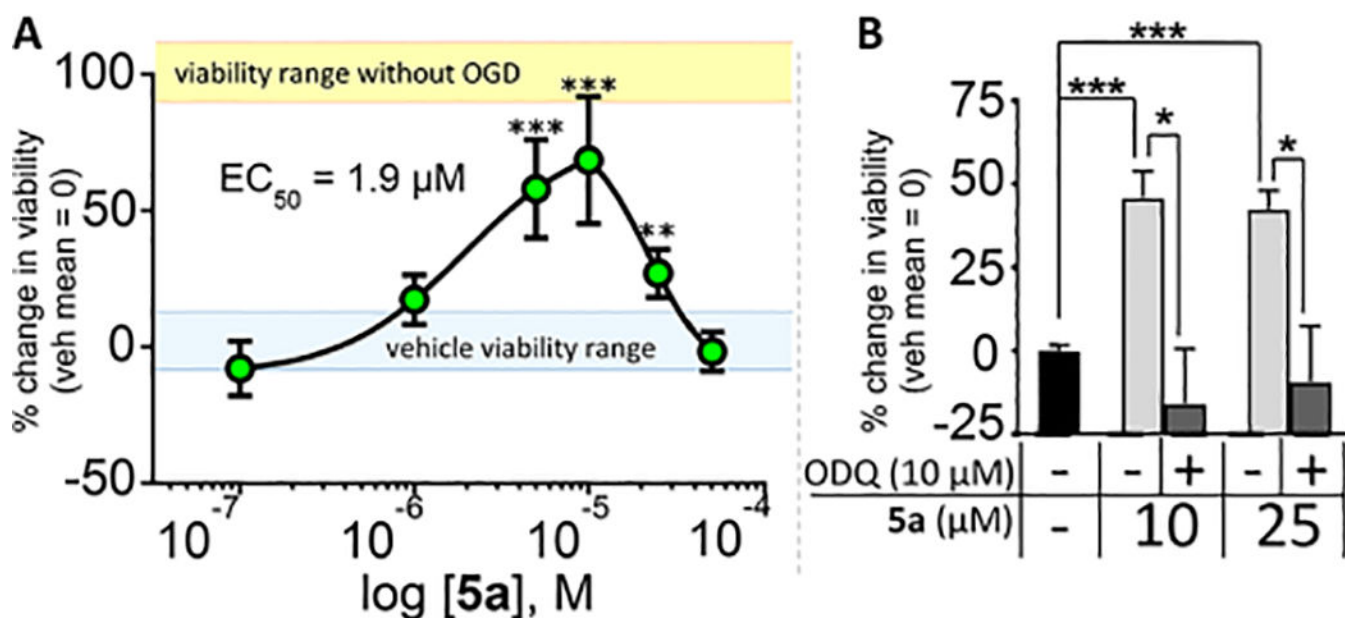 A
% change in viability
(veh mean = 0)
100
50
0
-50
viability range without OGD
***
***
EC₅₀ = 1.9 µM
**
vehicle viability range
10⁻⁷ 10⁻⁶ 10⁻⁵ 10⁻⁴
log [5a], M
B
% change in viability
(veh mean = 0)
75
50
25
0
-25
***
***
*
*
ODQ (10 µM) - - + - +
5a (µM) - 10 25